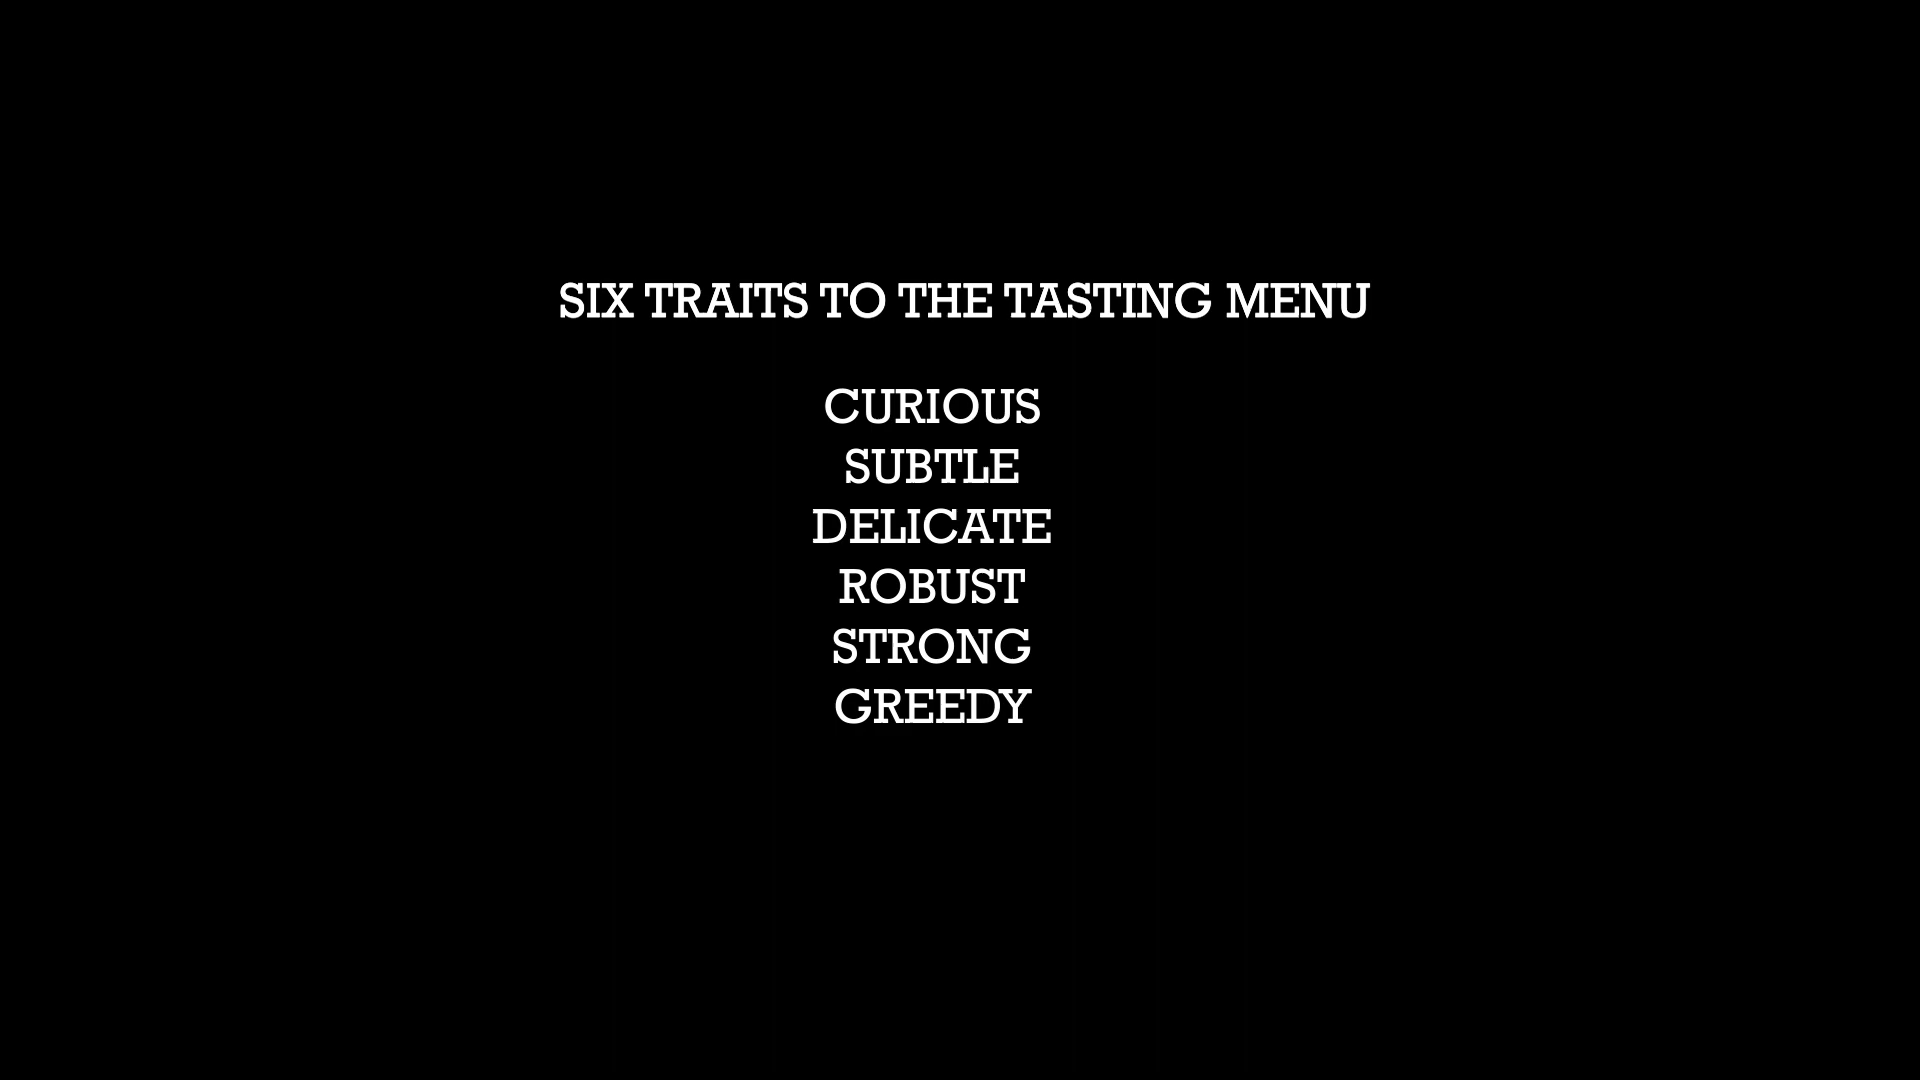 SIX TRAITS TO THE TASTING MENU
CURIOUS
SUBTLE
DELICATE
ROBUST
STRONG
GREEDY